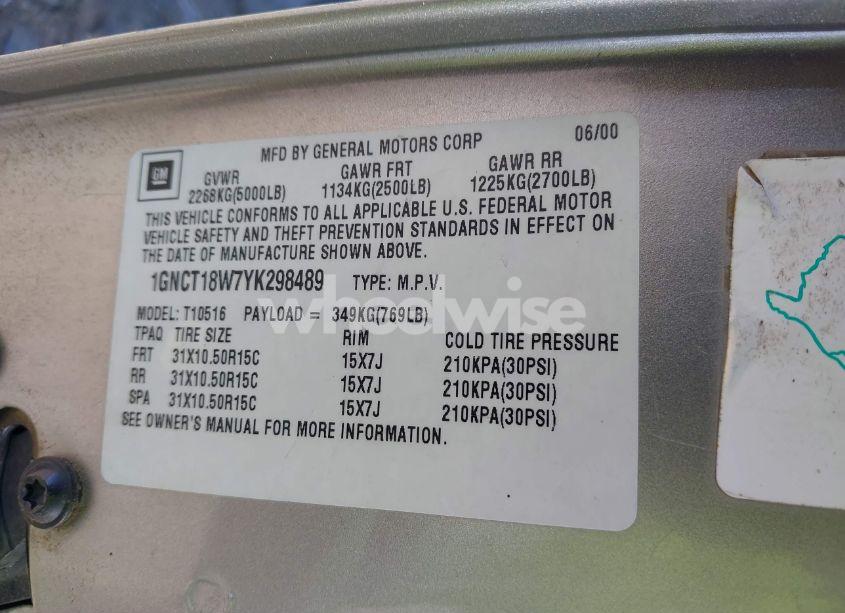 06/00
MFD BY GENERAL MOTORS CORP
GM
GVWR GAWR FRT GAWR RR
2268KG(5000LB) 1134KG(2500LB) 1225KG(2700LB)
THIS VEHICLE CONFORMS TO ALL APPLICABLE U.S. FEDERAL MOTOR
VEHICLE SAFETY AND THEFT PREVENTION STANDARDS IN EFFECT ON
THE DATE OF MANUFACTURE SHOWN ABOVE.
1GNCT18W7YK298489 TYPE: M.P.V.
wheelwise
MODEL: T10516 PAYLOAD = 349KG(769LB)
TPAQ TIRE SIZE RIM COLD TIRE PRESSURE
FRT 31X10.50R15C 15X7J 210KPA(30PSI)
RR 31X10.50R15C 15X7J 210KPA(30PSI)
SPA 31X10.50R15C 15X7J 210KPA(30PSI)
SEE OWNER'S MANUAL FOR MORE INFORMATION.